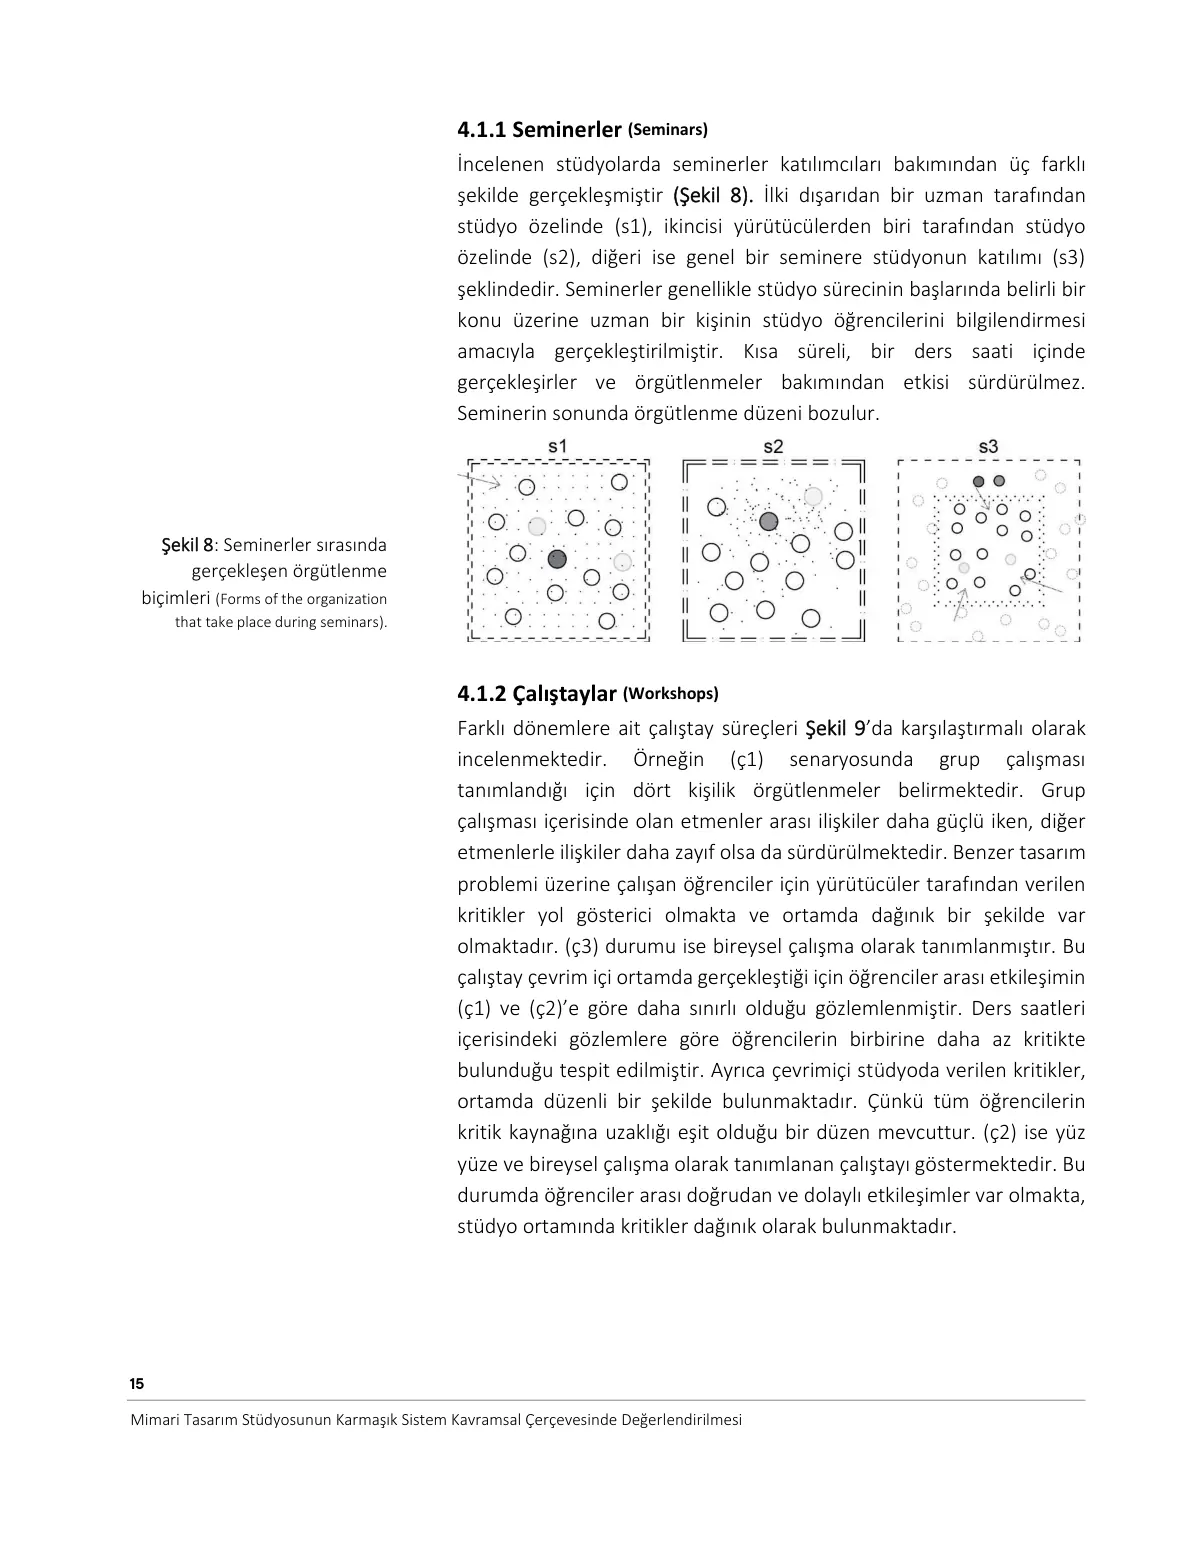 4.1.1 Seminerler (Seminars)
İncelenen stüdyolarda seminerler katılımcıları bakımından üç farklı
şekilde gerçekleşmiştir (Şekil 8). İlki dışarıdan bir uzman tarafından
stüdyo özelinde (s1), ikincisi yürütücülerden biri tarafından stüdyo
özelinde (s2), diğeri ise genel bir seminere stüdyonun katılımı (s3)
şeklindedir. Seminerler genellikle stüdyo sürecinin başlarında belirli bir
konu üzerine uzman bir kişinin stüdyo öğrencilerini bilgilendirmesi
amacıyla gerçekleştirilmiştir. Kısa süreli, bir ders saati içinde
gerçekleşirler ve örgütlenmeler bakımından etkisi sürdürülmez.
Seminerin sonunda örgütlenme düzeni bozulur.
s1 s2 s3
Şekil 8: Seminerler sırasında
gerçekleşen örgütlenme
biçimleri (Forms of the organization
that take place during seminars).
4.1.2 Çalıştaylar (Workshops)
Farklı dönemlere ait çalıştay süreçleri Şekil 9’da karşılaştırmalı olarak
incelenmektedir. Örneğin (ç1) senaryosunda grup çalışması
tanımlandığı için dört kişilik örgütlenmeler belirmektedir. Grup
çalışması içerisinde olan etmenler arası ilişkiler daha güçlü iken, diğer
etmenlerle ilişkiler daha zayıf olsa da sürdürülmektedir. Benzer tasarım
problemi üzerine çalışan öğrenciler için yürütücüler tarafından verilen
kritikler yol gösterici olmakta ve ortamda dağınık bir şekilde var
olmaktadır. (ç3) durumu ise bireysel çalışma olarak tanımlanmıştır. Bu
çalıştay çevrim içi ortamda gerçekleştiği için öğrenciler arası etkileşimin
(ç1) ve (ç2)’e göre daha sınırlı olduğu gözlemlenmiştir. Ders saatleri
içerisindeki gözlemlere göre öğrencilerin birbirine daha az kritikte
bulunduğu tespit edilmiştir. Ayrıca çevrimiçi stüdyoda verilen kritikler,
ortamda düzenli bir şekilde bulunmaktadır. Çünkü tüm öğrencilerin
kritik kaynağına uzaklığı eşit olduğu bir düzen mevcuttur. (ç2) ise yüz
yüze ve bireysel çalışma olarak tanımlanan çalıştayı göstermektedir. Bu
durumda öğrenciler arası doğrudan ve dolaylı etkileşimler var olmakta,
stüdyo ortamında kritikler dağınık olarak bulunmaktadır.
15
Mimari Tasarım Stüdyosunun Karmaşık Sistem Kavramsal Çerçevesinde Değerlendirilmesi